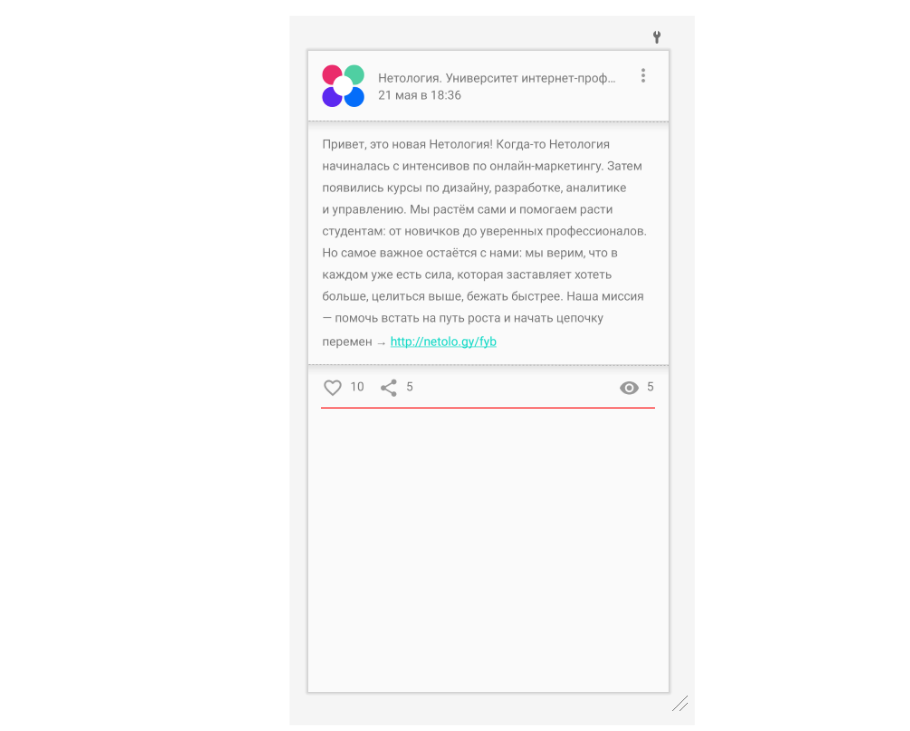 Нетология. Университет интернет-проф...
21 мая в 18:36
Привет, это новая Нетология! Когда-то Нетология
начиналась с интенсивов по онлайн-маркетингу. Затем
появились курсы по дизайну, разработке, аналитике
и управлению. Мы растём сами и помогаем расти
студентам: от новичков до уверенных профессионалов.
Но самое важное остаётся с нами: мы верим, что в
каждом уже есть сила, которая заставляет хотеть
больше, целиться выше, бежать быстрее. Наша миссия
— помочь встать на путь роста и начать цепочку
перемен → http://netolo.gy/fyb
10 5 5